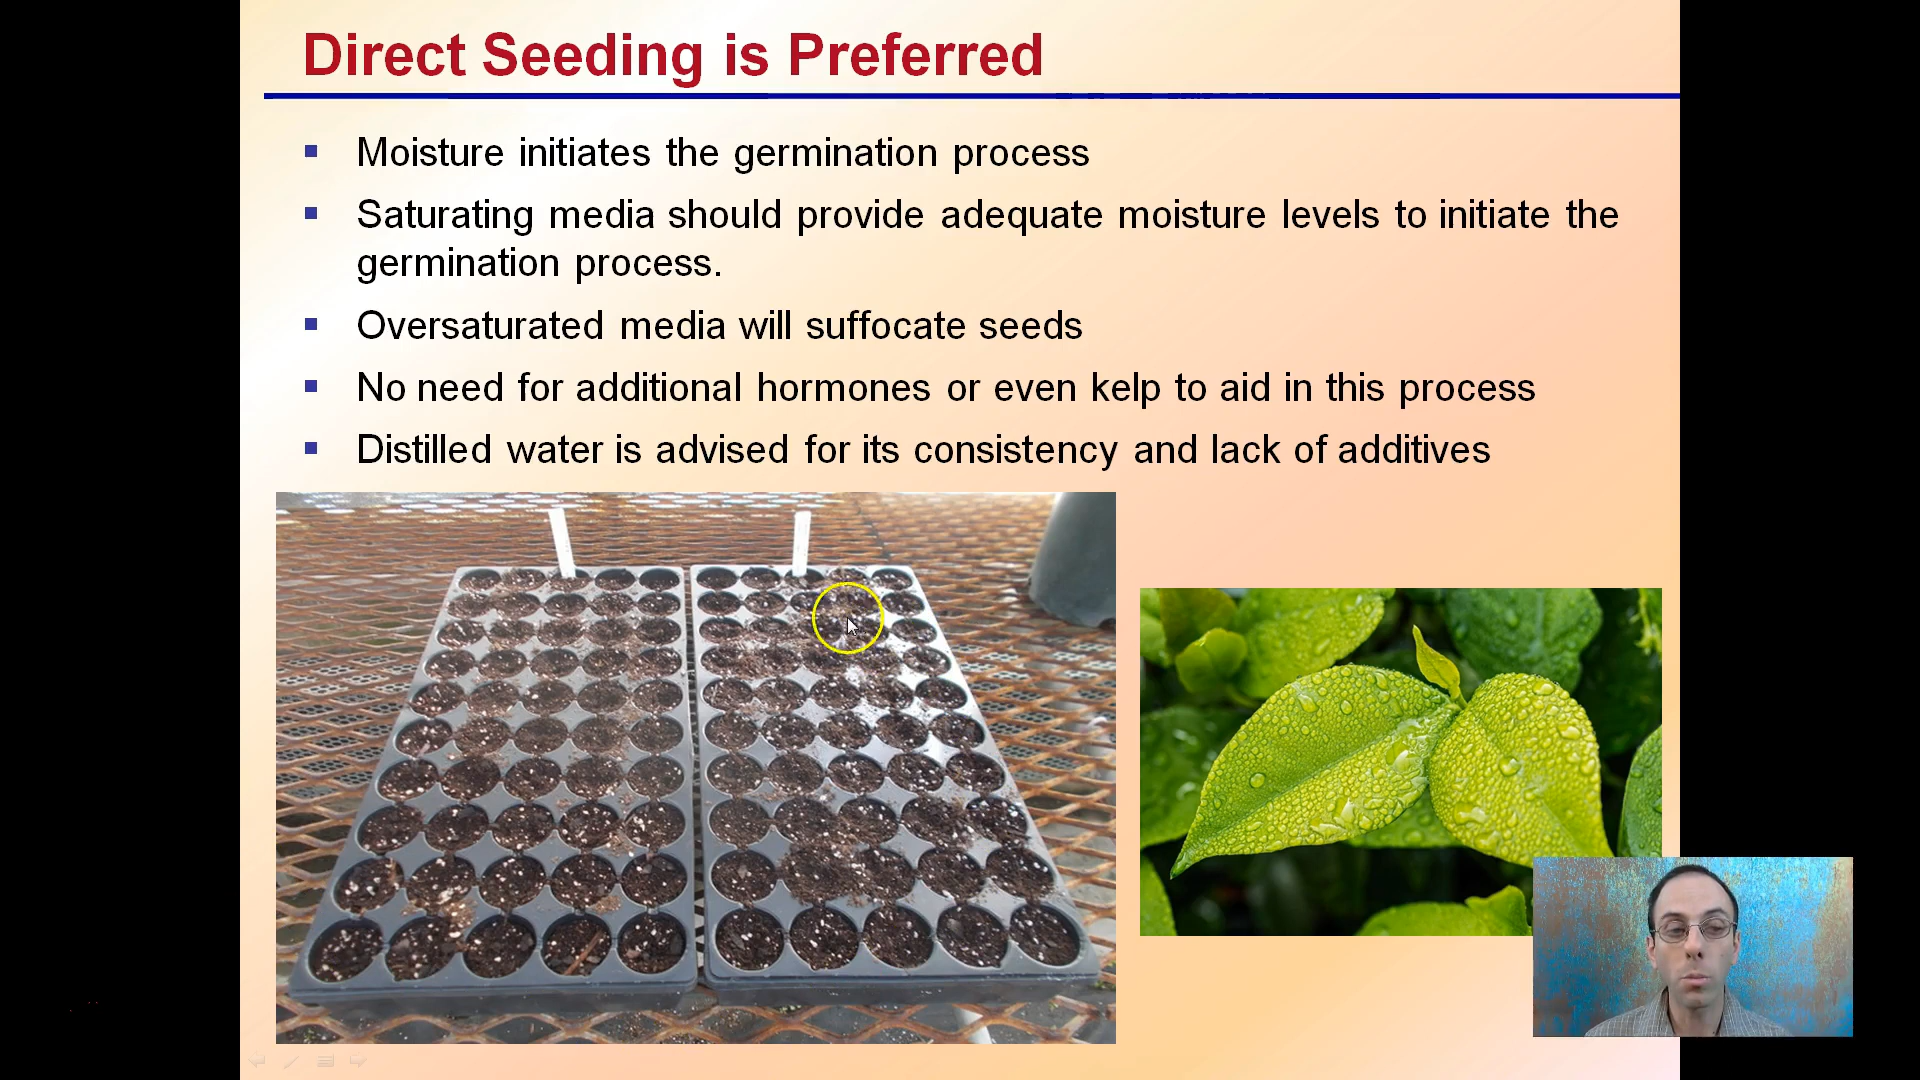 Direct Seeding is Preferred
Moisture initiates the germination process
Saturating media should provide adequate moisture levels to initiate the
germination process.
Oversaturated media will suffocate seeds
No need for additional hormones or even kelp to aid in this process
Distilled water is advised for its consistency and lack of additives